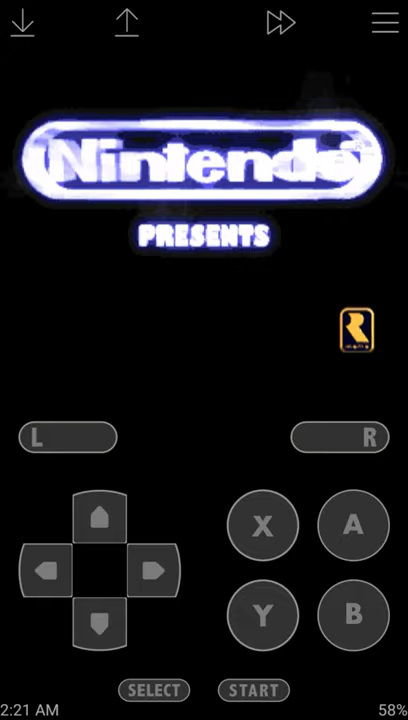 Nintendo
PRESENTS
R
L
R
X
A
Y
B
SELECT
START
2:21 AM
58%